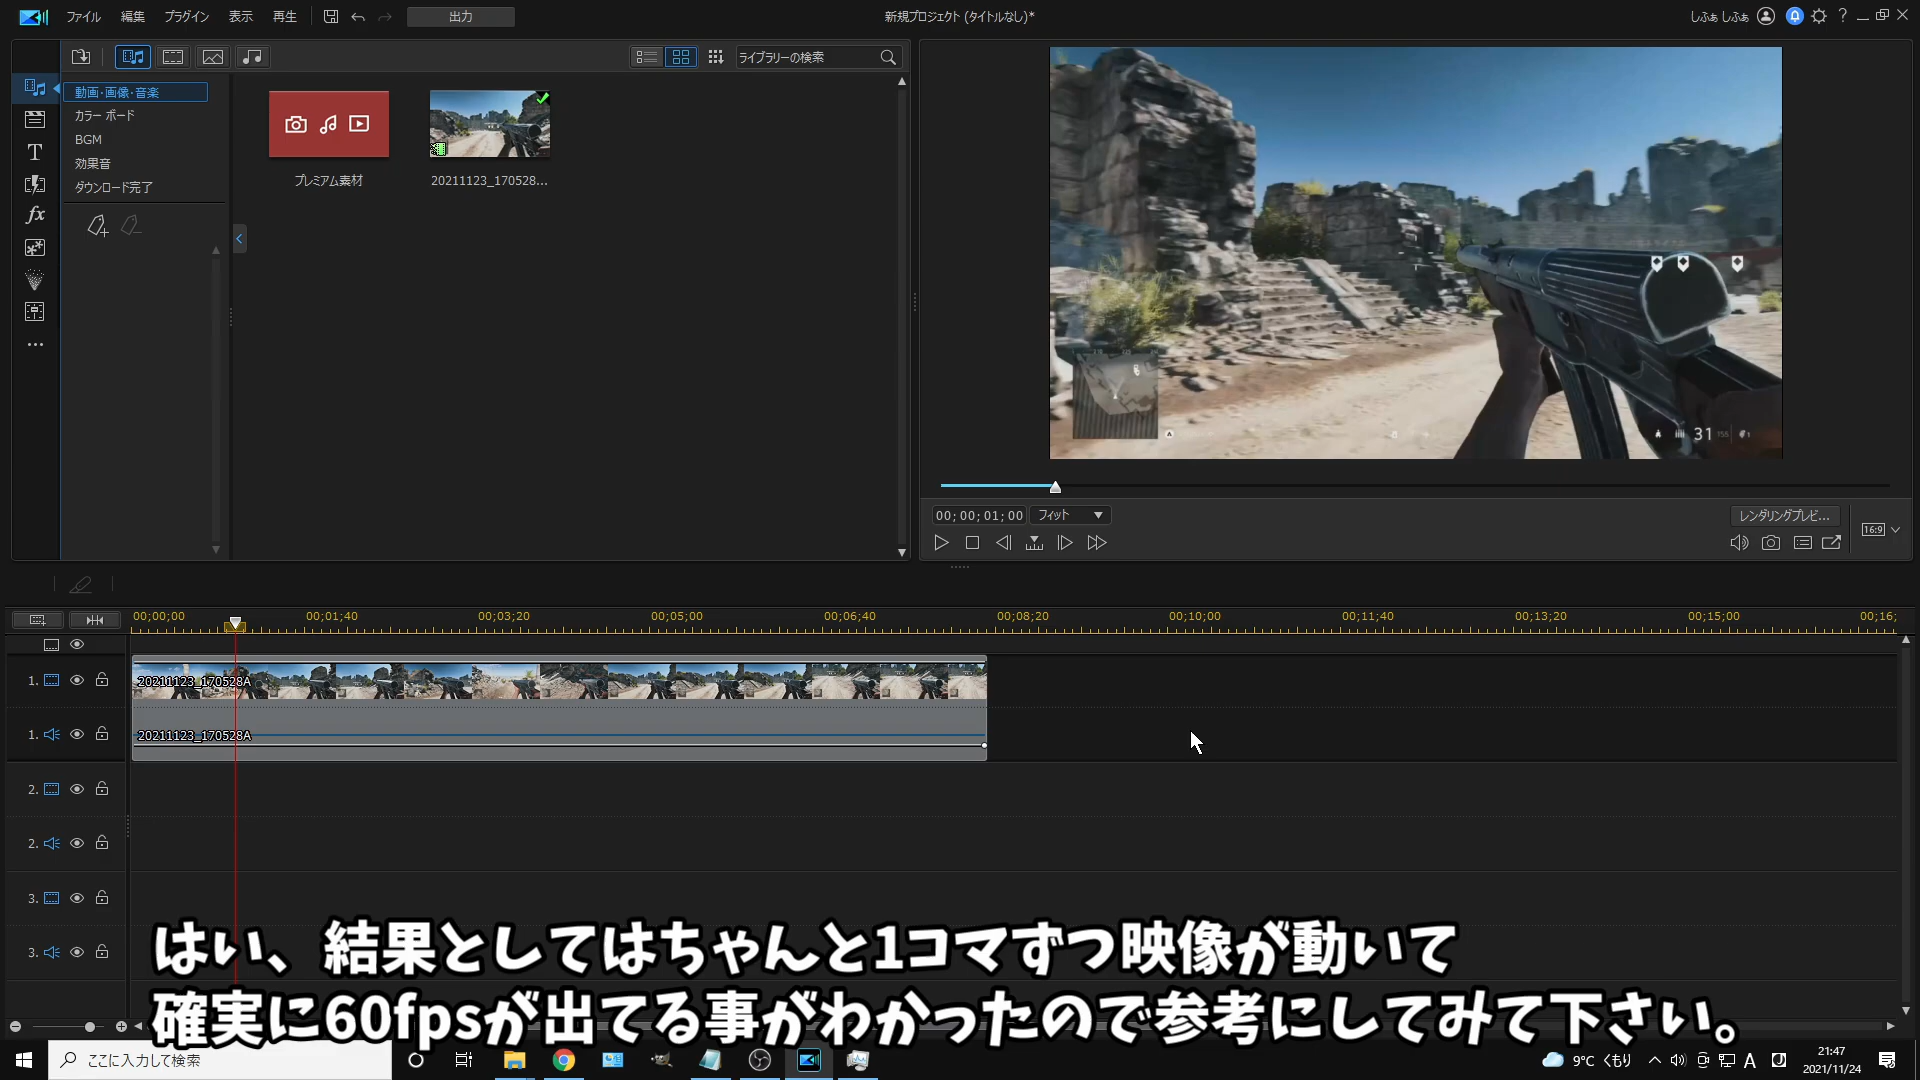 ファイル 編集 プラグイン 表示 再生 出力 新規プロジェクト (タイトルなし)* しふぁ しふぁ
ライブラリーの検索
動画・画像・音楽
カラー ボード
BGM
効果音
ダウンロード完了
プレミアム素材
20211123_170528...
31
00;00;01;00 フィット レンダリングプレビ... 16:9
00;00;00 00;01;40 00;03;20 00;05;00 00;06;40 00;08;20 00;10;00 00;11;40 00;13;20 00;15;00 00;16;
1. 20211123_170528A
1. 20211123_170528A
2.
2.
3.
3.
はい、結果としてはちゃんと1コマずつ映像が動いて
確実に60fpsが出てる事がわかったので参考にしてみて下さい。
ここに入力して検索
9°C くもり A
21:47
2021/11/24